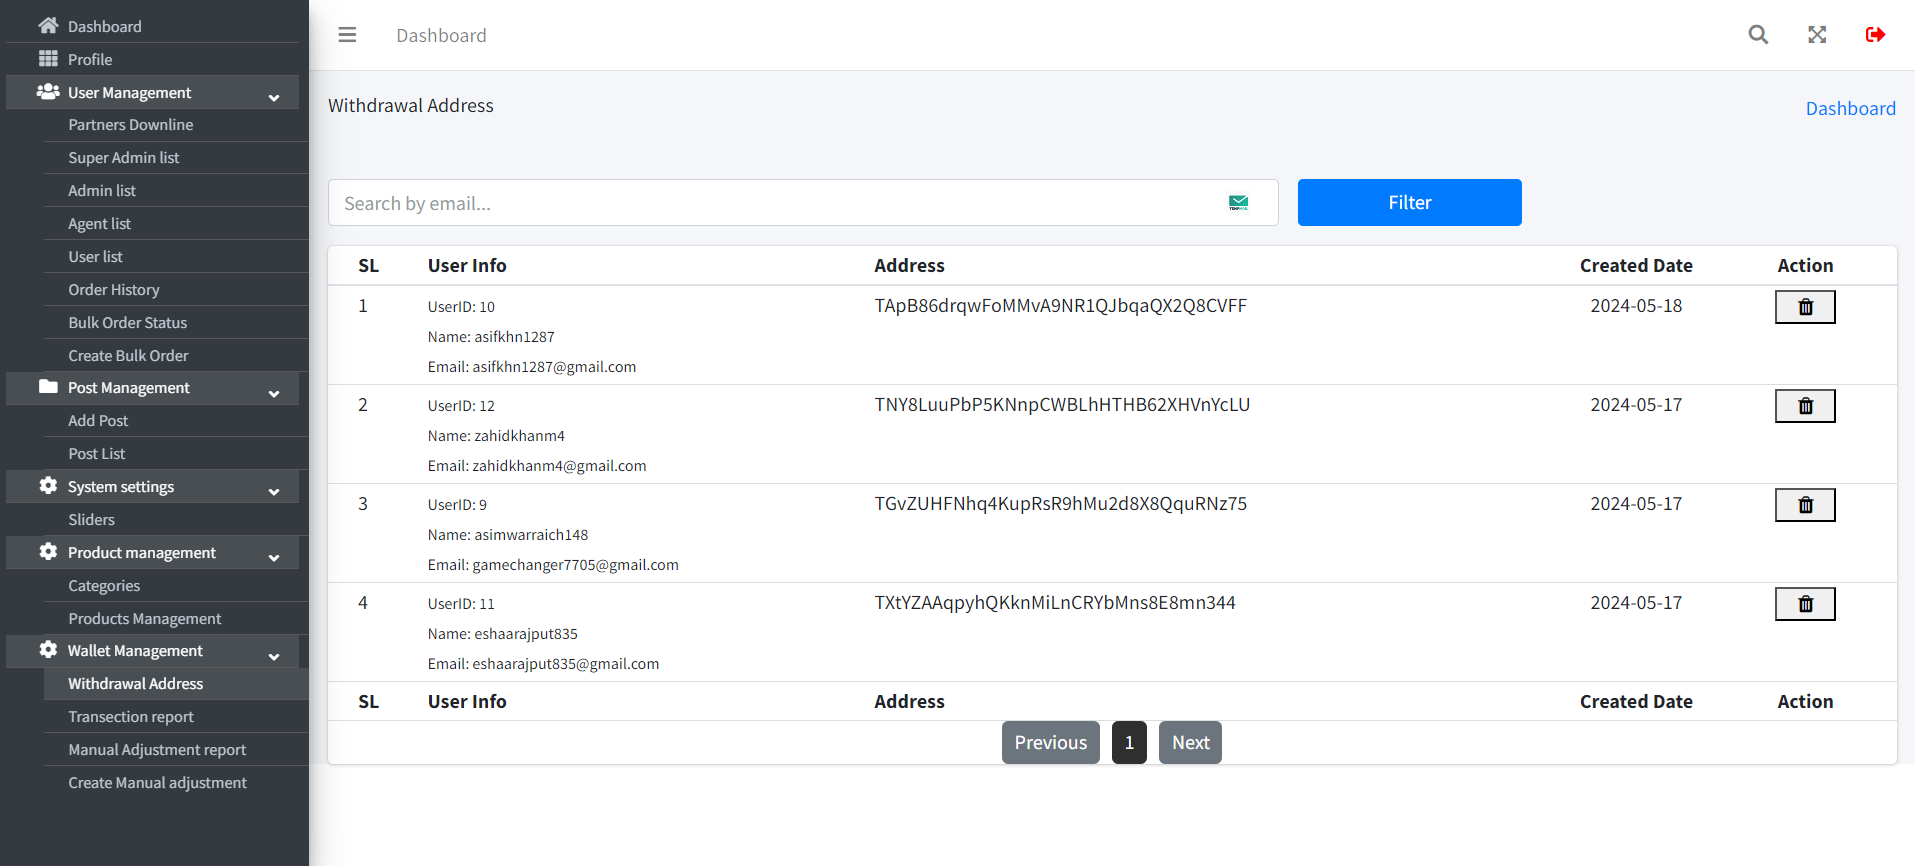 Dashboard
Profile
User Management
Partners Downline
Super Admin list
Admin list
Agent list
User list
Order History
Bulk Order Status
Create Bulk Order
Post Management
Add Post
Post List
System settings
Sliders
Product management
Categories
Products Management
Wallet Management
Withdrawal Address
Transection report
Manual Adjustment report
Create Manual adjustment
Dashboard
Withdrawal Address
Dashboard
Search by email...
Filter
SL User Info Address Created Date Action
1 UserID: 10 TApB86drqwFoMMvA9NR1QJbqaQX2Q8CVFF 2024-05-18
Name: asifkhn1287
Email: asifkhn1287@gmail.com
2 UserID: 12 TNY8LuuPbP5KNnpCWBLhHTHB62XHVnYcLU 2024-05-17
Name: zahidkhanm4
Email: zahidkhanm4@gmail.com
3 UserID: 9 TGvZUHFNhq4KupRsR9hMu2d8X8QquRNz75 2024-05-17
Name: asimwarraich148
Email: gamechanger7705@gmail.com
4 UserID: 11 TXtYZAAqpyhQKknMiLnCRYbMns8E8mn344 2024-05-17
Name: eshaarajput835
Email: eshaarajput835@gmail.com
SL User Info Address Created Date Action
Previous 1 Next